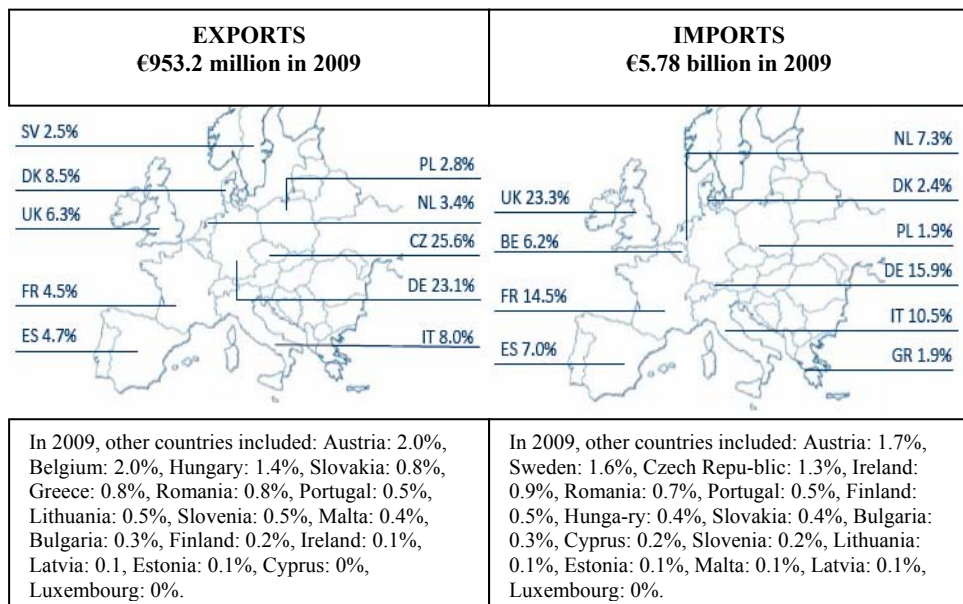 EXPORTS
€953.2 million in 2009
IMPORTS
€5.78 billion in 2009
SV 2.5%
DK 8.5%
UK 6.3%
FR 4.5%
ES 4.7%
PL 2.8%
NL 3.4%
CZ 25.6%
DE 23.1%
IT 8.0%
UK 23.3%
BE 6.2%
FR 14.5%
ES 7.0%
NL 7.3%
DK 2.4%
PL 1.9%
DE 15.9%
IT 10.5%
GR 1.9%
In 2009, other countries included: Austria: 2.0%,
Belgium: 2.0%, Hungary: 1.4%, Slovakia: 0.8%,
Greece: 0.8%, Romania: 0.8%, Portugal: 0.5%,
Lithuania: 0.5%, Slovenia: 0.5%, Malta: 0.4%,
Bulgaria: 0.3%, Finland: 0.2%, Ireland: 0.1%,
Latvia: 0.1, Estonia: 0.1%, Cyprus: 0%,
Luxembourg: 0%.
In 2009, other countries included: Austria: 1.7%,
Sweden: 1.6%, Czech Repu-blic: 1.3%, Ireland:
0.9%, Romania: 0.7%, Portugal: 0.5%, Finland:
0.5%, Hunga-ry: 0.4%, Slovakia: 0.4%, Bulgaria:
0.3%, Cyprus: 0.2%, Slovenia: 0.2%, Lithuania:
0.1%, Estonia: 0.1%, Malta: 0.1%, Latvia: 0.1%,
Luxembourg: 0%.